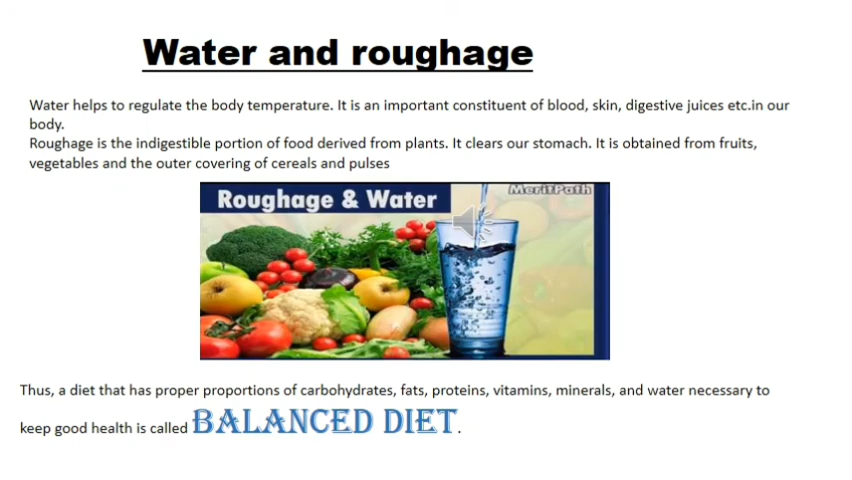 Water and roughage
Water helps to regulate the body temperature. It is an important constituent of blood, skin, digestive juices etc.in our
body.
Roughage is the indigestible portion of food derived from plants. It clears our stomach. It is obtained from fruits,
vegetables and the outer covering of cereals and pulses
Roughage & Water
MeritPath
Thus, a diet that has proper proportions of carbohydrates, fats, proteins, vitamins, minerals, and water necessary to
keep good health is called BALANCED DIET.